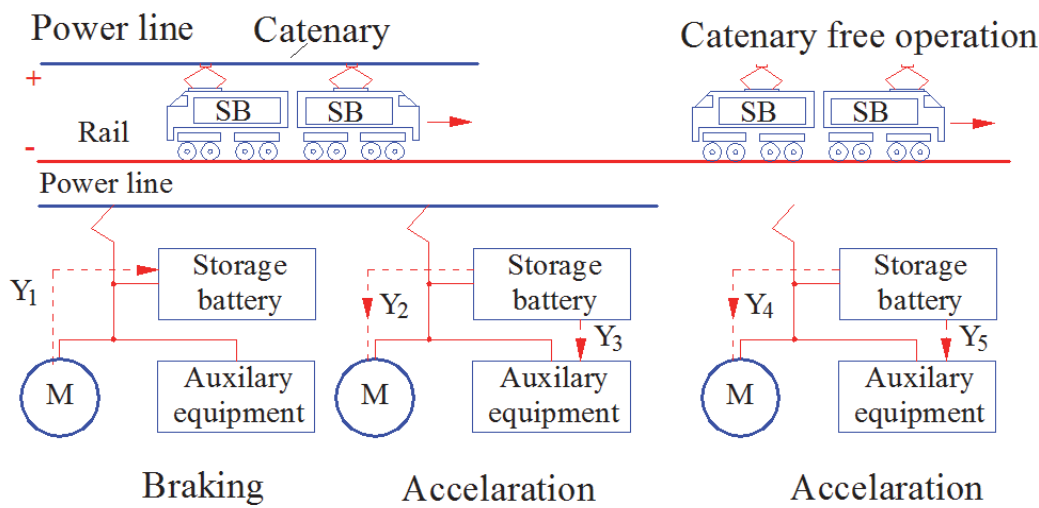 Power line
Catenary
Catenary free operation
+
SB
SB
SB
SB
Rail
-
Power line
Storage
battery
Storage
battery
Storage
battery
Y1
Y2
Y3
Y4
Y5
M
Auxilary
equipment
M
Auxilary
equipment
M
Auxilary
equipment
Braking
Accelaration
Accelaration